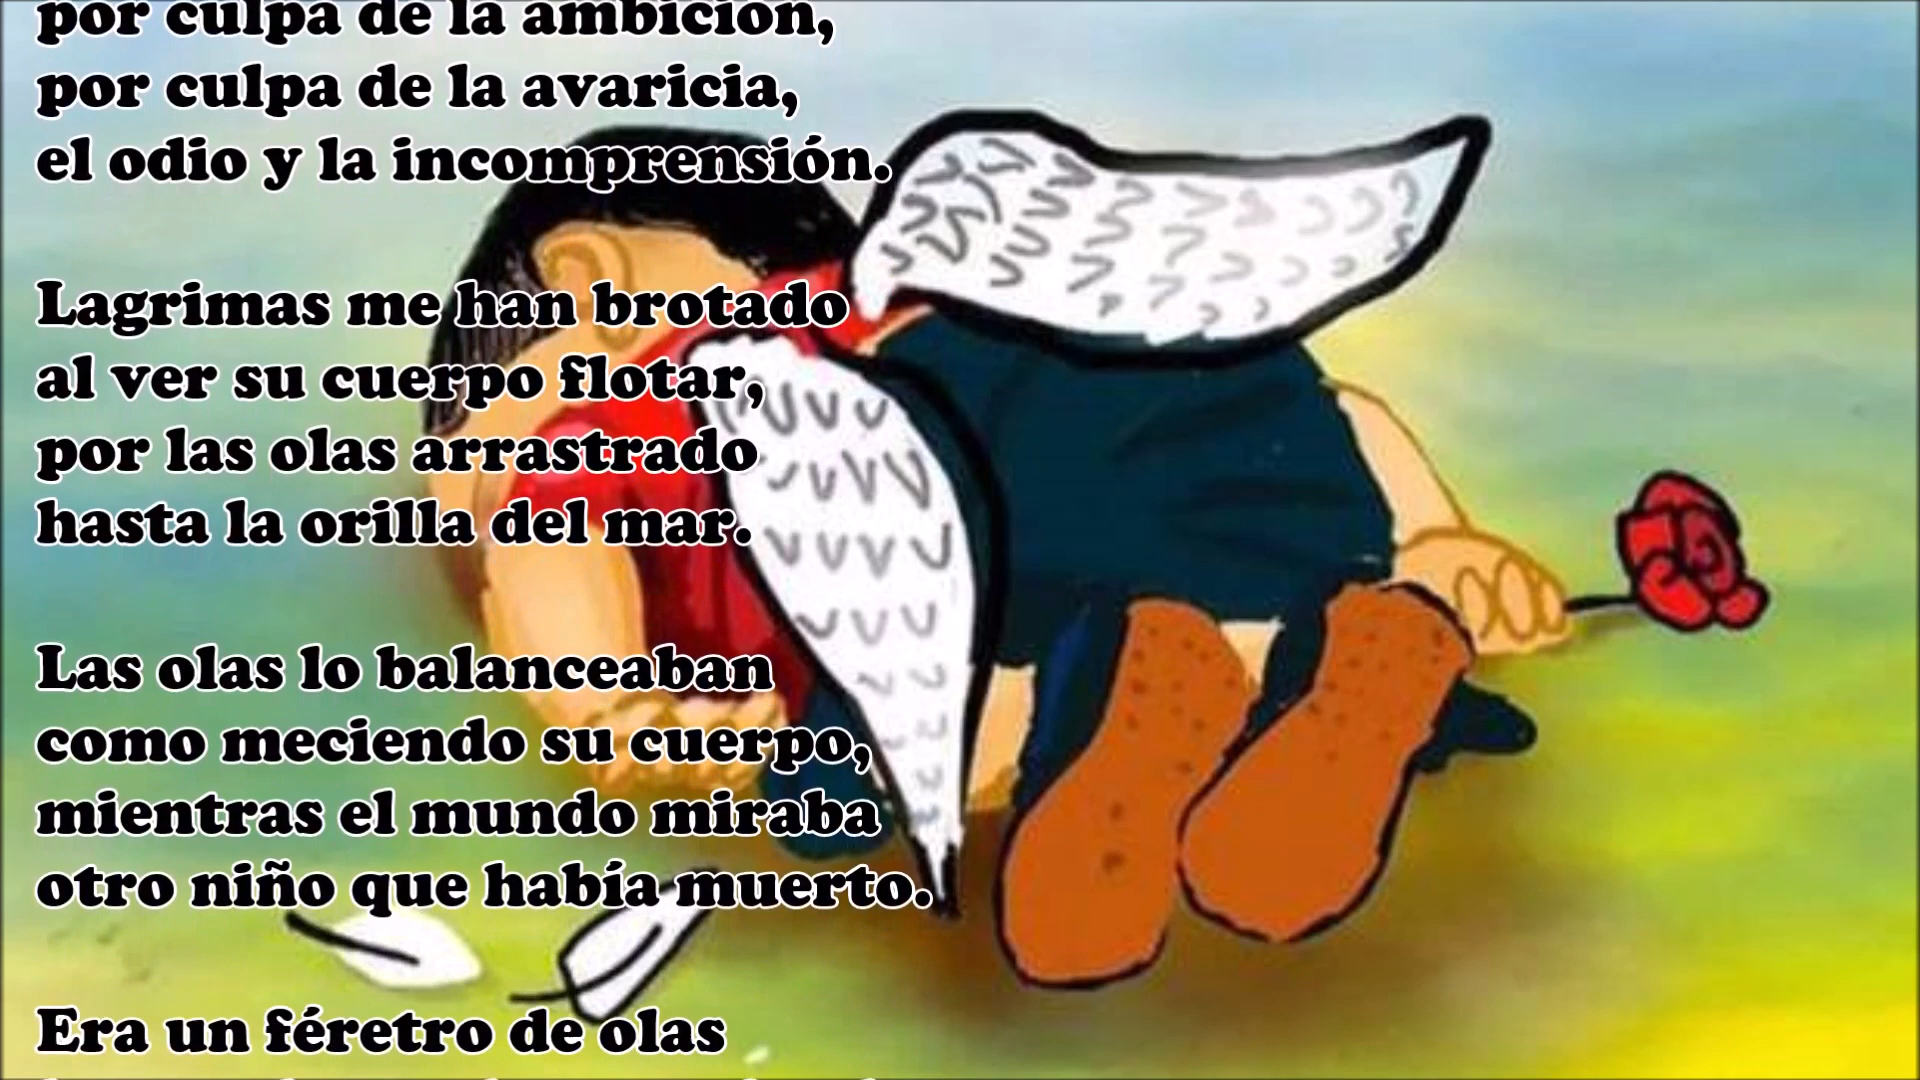 por culpa de la ambición,
por culpa de la avaricia,
el odio y la incomprensión.
Lagrimas me han brotado
al ver su cuerpo flotar,
por las olas arrastrado
hasta la orilla del mar.
Las olas lo balanceaban
como meciendo su cuerpo,
mientras el mundo miraba
otro niño que había muerto.
Era un féretro de olas